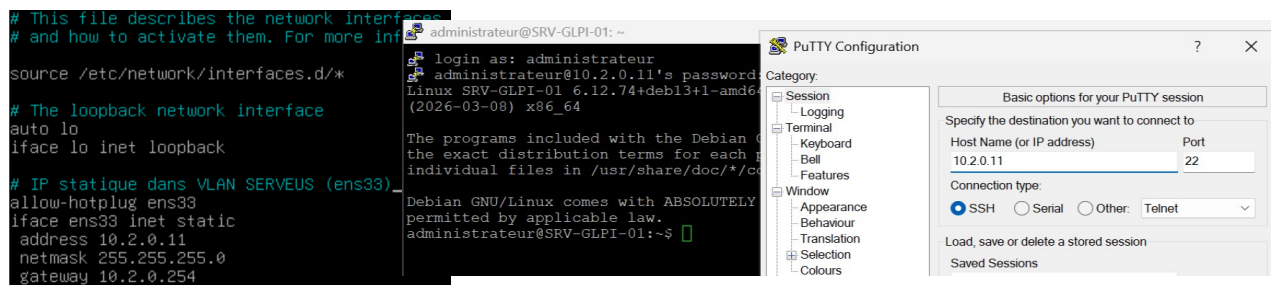 # This file describes the network interfaces
# and how to activate them. For more inf
source /etc/network/interfaces.d/*
# The loopback network interface
auto lo
iface lo inet loopback
# IP statique dans VLAN SERVEUS (ens33)_
allow-hotplug ens33
iface ens33 inet static
address 10.2.0.11
netmask 255.255.255.0
gateway 10.2.0.254
administrateur@SRV-GLPI-01: ~
login as: administrateur
administrateur@10.2.0.11's password:
Linux SRV-GLPI-01 6.12.74+deb13+1-amd64
(2026-03-08) x86_64
The programs included with the Debian G
the exact distribution terms for each p
individual files in /usr/share/doc/*/co
Debian GNU/Linux comes with ABSOLUTELY
permitted by applicable law.
administrateur@SRV-GLPI-01:~$
PuTTY Configuration
Category:
Session
Logging
Terminal
Keyboard
Bell
Features
Window
Appearance
Behaviour
Translation
Selection
Colours
Basic options for your PuTTY session
Specify the destination you want to connect to
Host Name (or IP address) Port
10.2.0.11 22
Connection type:
SSH Serial Other: Telnet
Load, save or delete a stored session
Saved Sessions